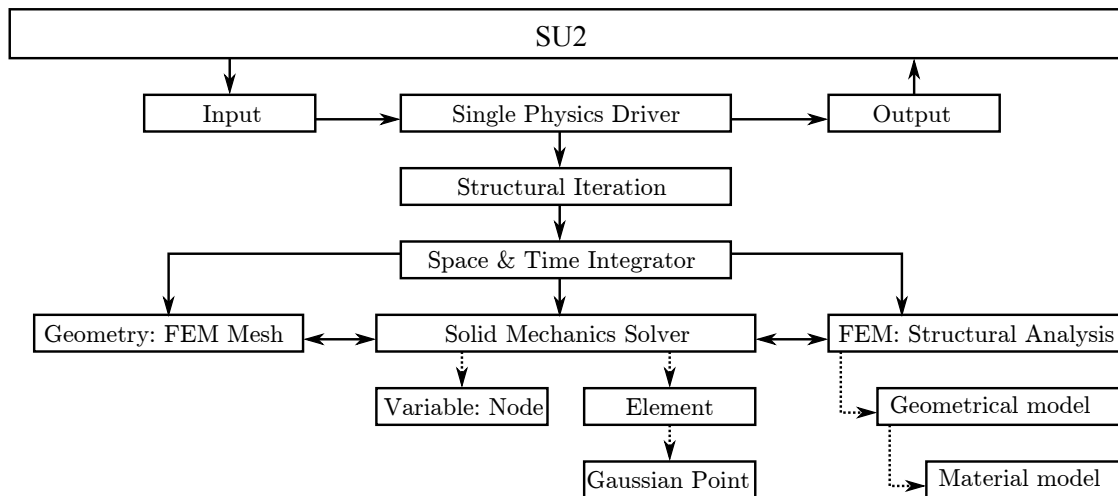 SU2
Input
Single Physics Driver
Output
Structural Iteration
Space & Time Integrator
Geometry: FEM Mesh
Solid Mechanics Solver
FEM: Structural Analysis
Variable: Node
Element
Geometrical model
Gaussian Point
Material model